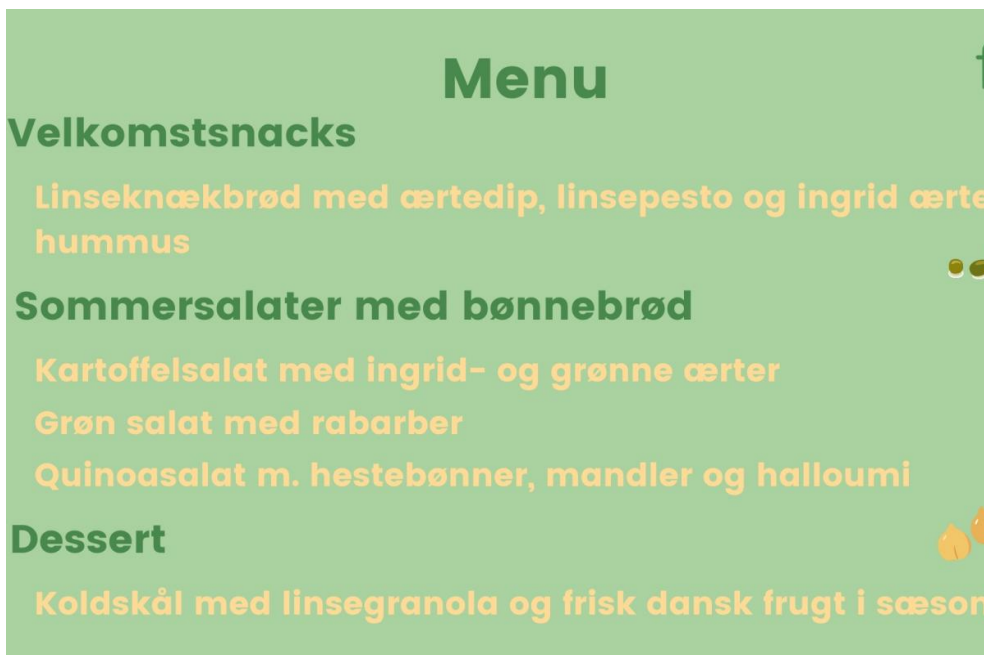 Menu
Velkomstsnacks
Linseknækbrød med ærtedip, linsepesto og ingrid ærte
hummus
Sommersalater med bønnebrød
Kartoffelsalat med ingrid- og grønne ærter
Grøn salat med rabarber
Quinoasalat m. hestebønner, mandler og halloumi
Dessert
Koldskål med linsegranola og frisk dansk frugt i sæson